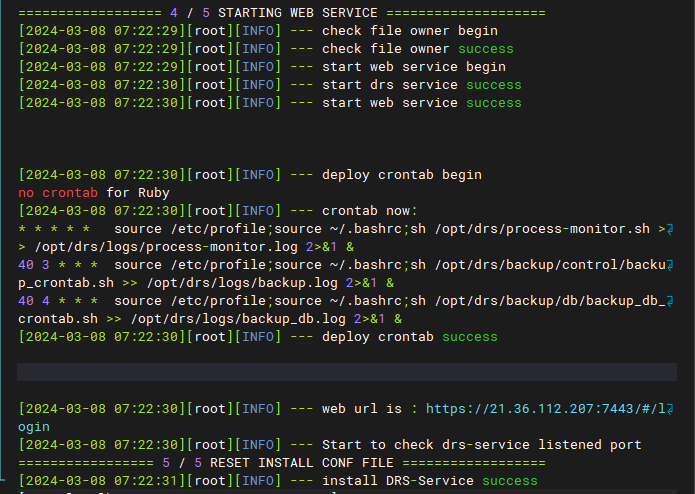 ================== 4 / 5 STARTING WEB SERVICE ====================
[2024-03-08 07:22:29][root][INFO] --- check file owner begin
[2024-03-08 07:22:29][root][INFO] --- check file owner success
[2024-03-08 07:22:29][root][INFO] --- start web service begin
[2024-03-08 07:22:30][root][INFO] --- start drs service success
[2024-03-08 07:22:30][root][INFO] --- start web service success
[2024-03-08 07:22:30][root][INFO] --- deploy crontab begin
no crontab for Ruby
[2024-03-08 07:22:30][root][INFO] --- crontab now:
* * * * *   source /etc/profile;source ~/.bashrc;sh /opt/drs/process-monitor.sh >
> /opt/drs/logs/process-monitor.log 2>&1 &
40 3 * * *  source /etc/profile;source ~/.bashrc;sh /opt/drs/backup/control/backu
p_crontab.sh >> /opt/drs/logs/backup.log 2>&1 &
40 4 * * *  source /etc/profile;source ~/.bashrc;sh /opt/drs/backup/db/backup_db_
crontab.sh >> /opt/drs/logs/backup_db.log 2>&1 &
[2024-03-08 07:22:30][root][INFO] --- deploy crontab success
[2024-03-08 07:22:30][root][INFO] --- web url is : https://21.36.112.207:7443/#/l
ogin
[2024-03-08 07:22:30][root][INFO] --- Start to check drs-service listened port
================= 5 / 5 RESET INSTALL CONF FILE ==================
[2024-03-08 07:22:31][root][INFO] --- install DRS-Service success